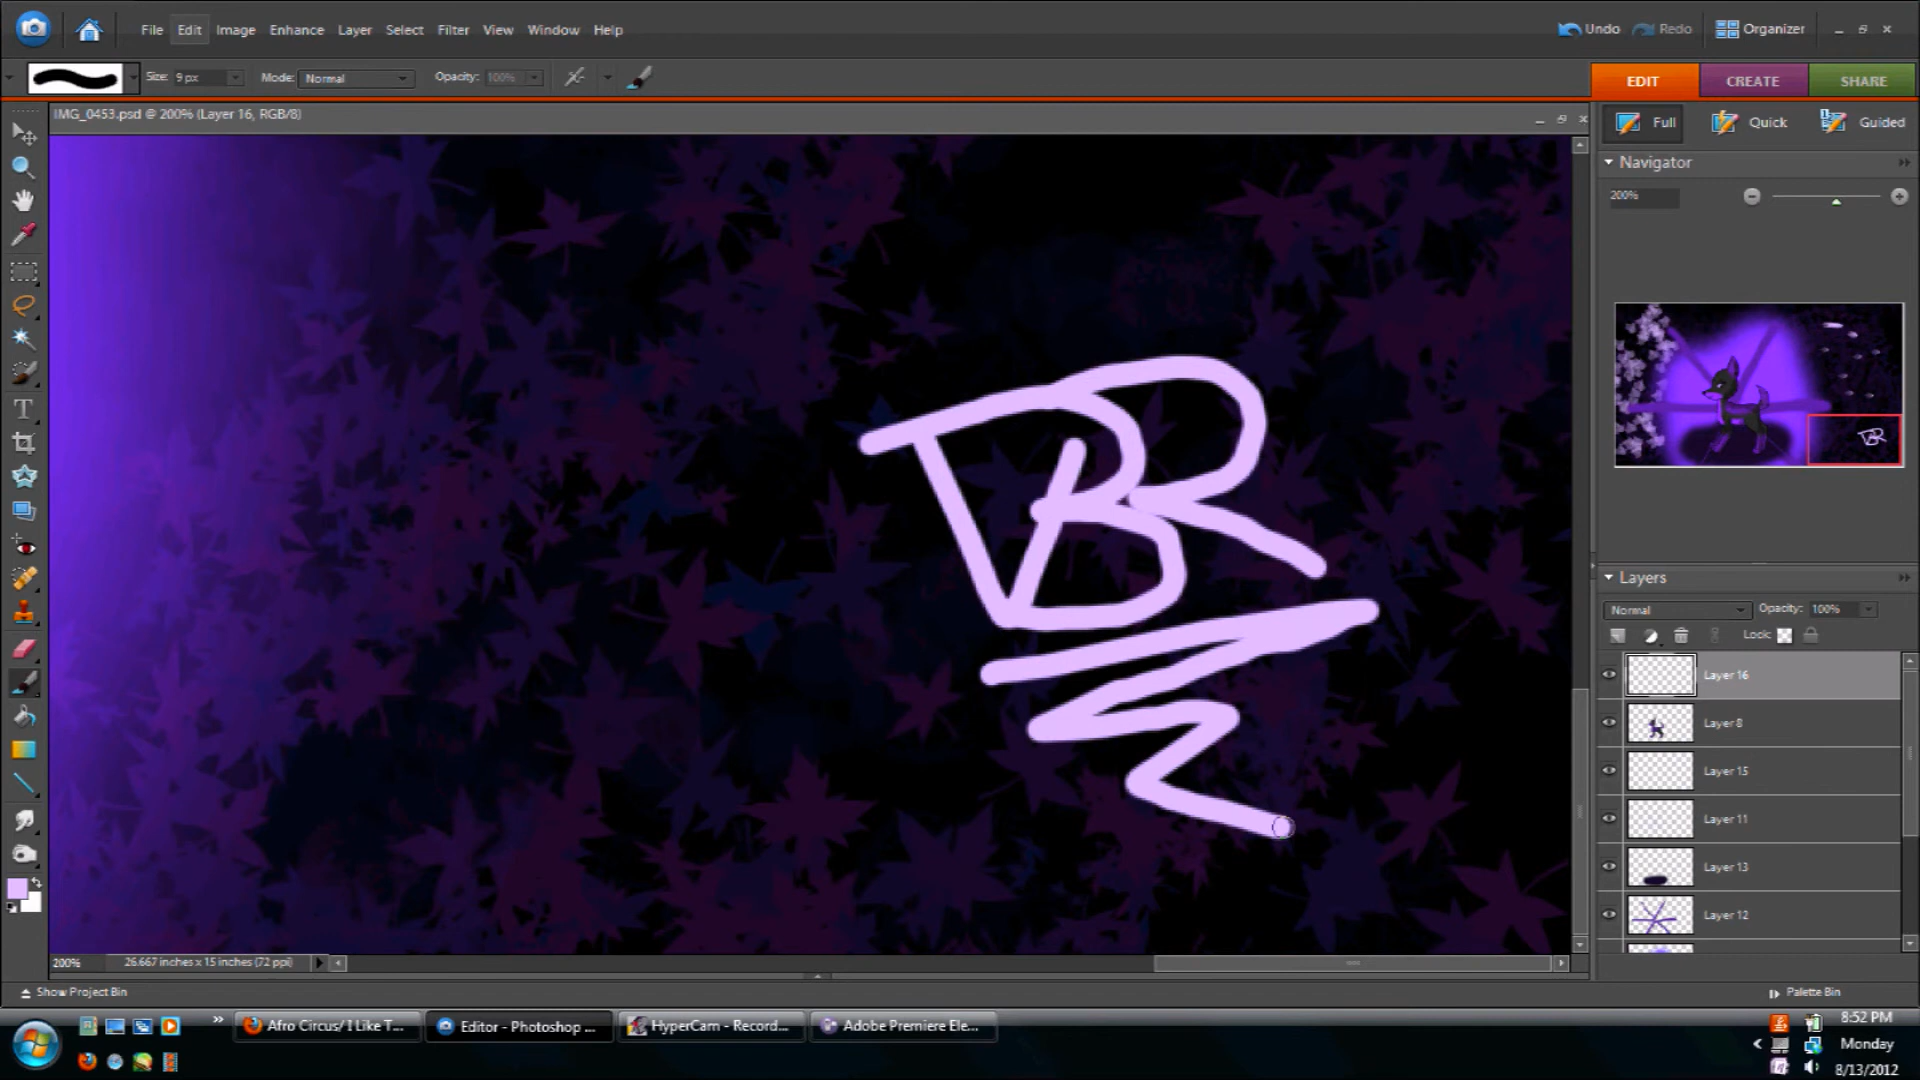 File Edit Image Enhance Layer Select Filter View Window Help
Undo Redo Organizer
Size: 9 px Mode: Normal Opacity: 100%
EDIT CREATE SHARE
IMG_0453.psd @ 200% (Layer 16, RGB/8)
Full Quick Guided
Navigator
200%
BR
BR
Layers
Normal Opacity: 100%
Lock:
Layer 16
Layer 8
Layer 15
Layer 11
Layer 13
Layer 12
200% 26.667 inches x 15 inches (72 ppi)
Show Project Bin
Palette Bin
Afro Circus/ I Like T... Editor - Photoshop ... HyperCam - Record... Adobe Premiere Ele...
8:52 PM
Monday
8/13/2012